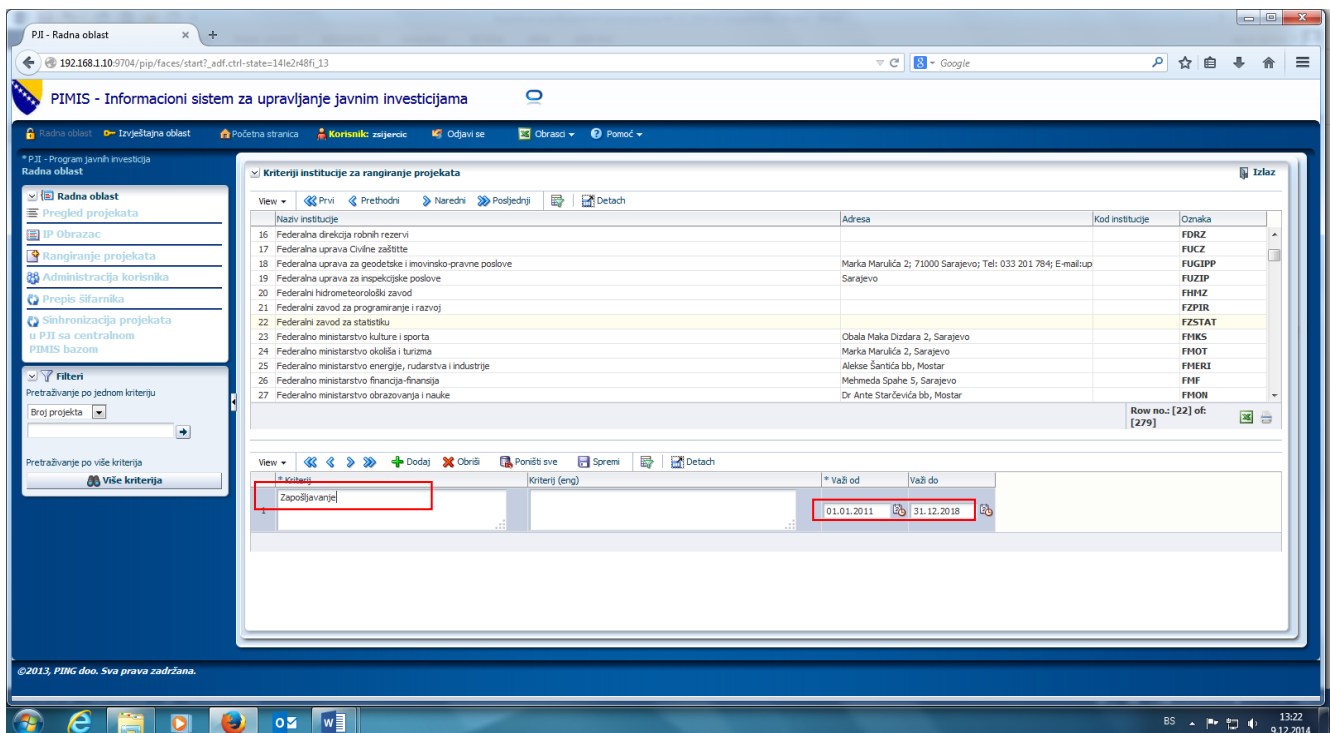 PJI - Radna oblast
192.168.1.10:9704/pip/faces/start?_adf.ctrl-state=14le2r48fi_13
Google
PIMIS - Informacioni sistem za upravljanje javnim investicijama
Radna oblast Izvještajna oblast Početna stranica Korisnik: zsijercic Odjavi se Obrasci Pomoć
* PJI - Program javnih investicija
Radna oblast
Radna oblast
Pregled projekata
IP Obrazac
Rangiranje projekata
Administracija korisnika
Prepis šifarnika
Sinhronizacija projekata
u PJI sa centralnom
PIMIS bazom
Filteri
Pretraživanje po jednom kriteriju
Broj projekta
Pretraživanje po više kriterija
Više kriterija
Kriteriji institucije za rangiranje projekata Izlaz
View Prvi Prethodni Naredni Posljednji Detach
Naziv institucije Adresa Kod institucije Oznaka
16 Federalna direkcija robnih rezervi FDRZ
17 Federalna uprava Civilne zaštitte FUCZ
18 Federalna uprava za geodetske i imovinsko-pravne poslove Marka Marulića 2; 71000 Sarajevo; Tel: 033 201 784; E-mail:up FUGIPP
19 Federalna uprava za inspekcijske poslove Sarajevo FUZIP
20 Federalni hidrometeorološki zavod FHMZ
21 Federalni zavod za programiranje i razvoj FZPIR
22 Federalni zavod za statistiku FZSTAT
23 Federalno ministarstvo kulture i sporta Obala Maka Dizdara 2, Sarajevo FMKS
24 Federalno ministarstvo okoliša i turizma Marka Marulića 2, Sarajevo FMOT
25 Federalno ministarstvo energije, rudarstva i industrije Alekse Šantića bb, Mostar FMERI
26 Federalno ministarstvo financija-finansija Mehmeda Spahe 5, Sarajevo FMF
27 Federalno ministarstvo obrazovanja i nauke Dr Ante Starčevića bb, Mostar FMON
Row no.: [22] of:
[279]
View Dodaj Obriši Poništi sve Spremi Detach
* Kriterij Kriterij (eng) * Važi od Važi do
1 Zapošljavanje 01.01.2011 31.12.2018
©2013, PING doo. Sva prava zadržana.
BS 13:22
9.12.2014